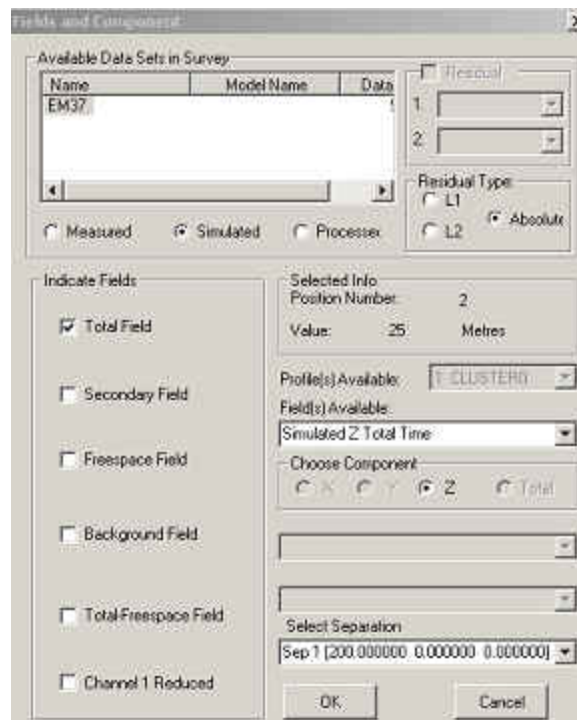 Fields and Component
Available Data Sets in Survey
Name Model Name Data
EM37
Measured Simulated Processec
Residual
1.
2.
Residual Type:
L1
L2
Absolute
Indicate Fields
Total Field
Secondary Field
Freespace Field
Background Field
Total-Freespace Field
Channel 1 Reduced
Selected Info
Position Number: 2
Value: 25 Metres
Profile(s) Available: 1: CLUSTER0
Field(s) Available:
Simulated Z Total Time
Choose Component
X Y Z Total
Select Separation
Sep 1 [200.000000 0.000000 0.000000]
OK Cancel